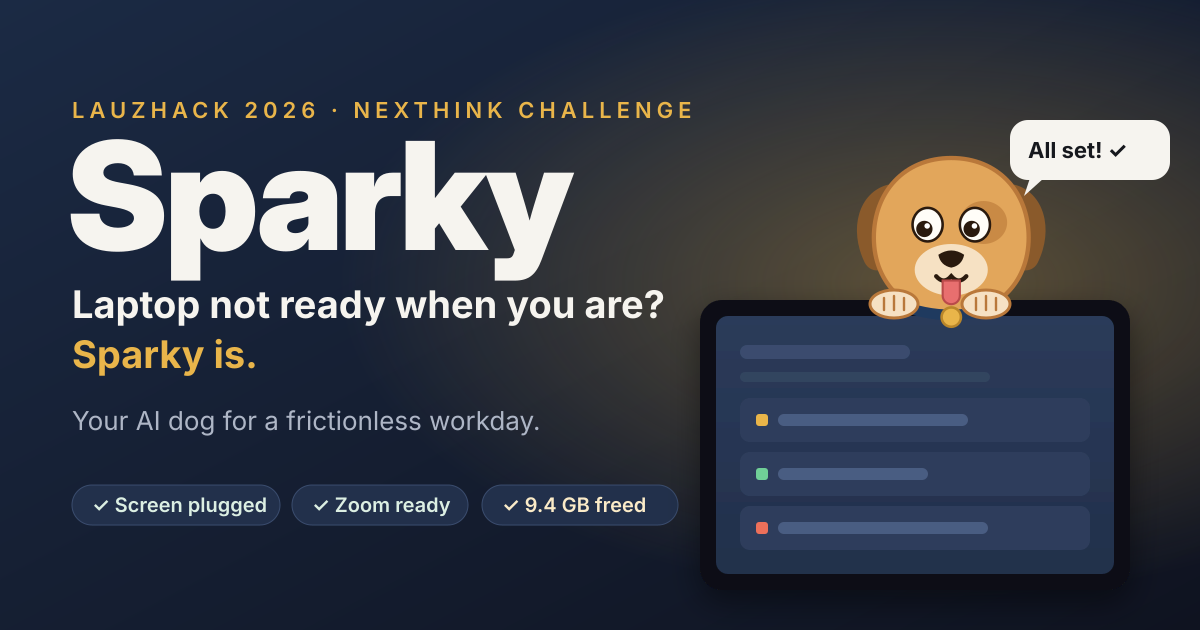 LAUZHACK 2026 · NEXTHINK CHALLENGE
Sparky
Laptop not ready when you are?
Sparky is.
Your AI dog for a frictionless workday.
✓ Screen plugged
✓ Zoom ready
✓ 9.4 GB freed
All set! ✓